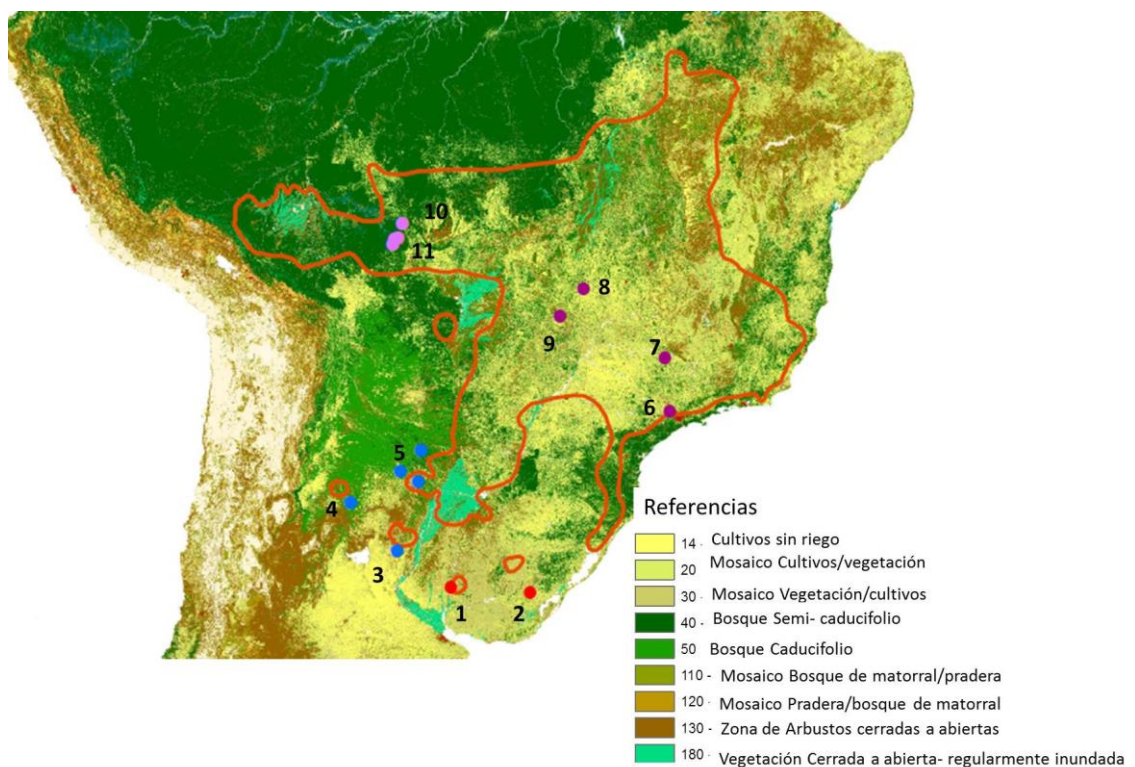 10
11
8
9
7
6
5
4
3
1
2
Referencias
14 - Cultivos sin riego
20 - Mosaico Cultivos/vegetación
30 - Mosaico Vegetación/cultivos
40 - Bosque Semi- caducifolio
50 Bosque Caducifolio
110 - Mosaico Bosque de matorral/pradera
120 - Mosaico Pradera/bosque de matorral
130 - Zona de Arbustos cerradas a abiertas
180 - Vegetación Cerrada a abierta- regularmente inundada